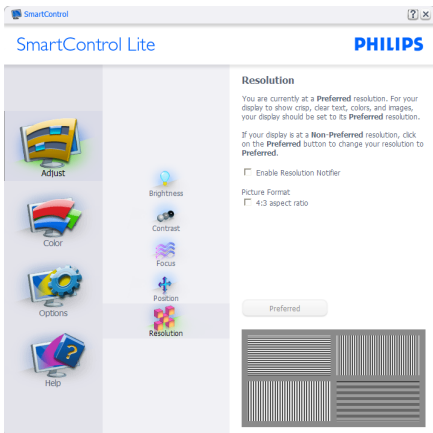 SmartControl
SmartControl Lite
PHILIPS
Adjust
Color
Options
Help
Brightness
Contrast
Focus
Position
Resolution
Resolution
You are currently at a Preferred resolution. For your
display to show crisp, clear text, colors, and images,
your display should be set to its Preferred resolution.
If your display is at a Non-Preferred resolution, click
on the Preferred button to change your resolution to
Preferred.
Enable Resolution Notifier
Picture Format
4:3 aspect ratio
Preferred